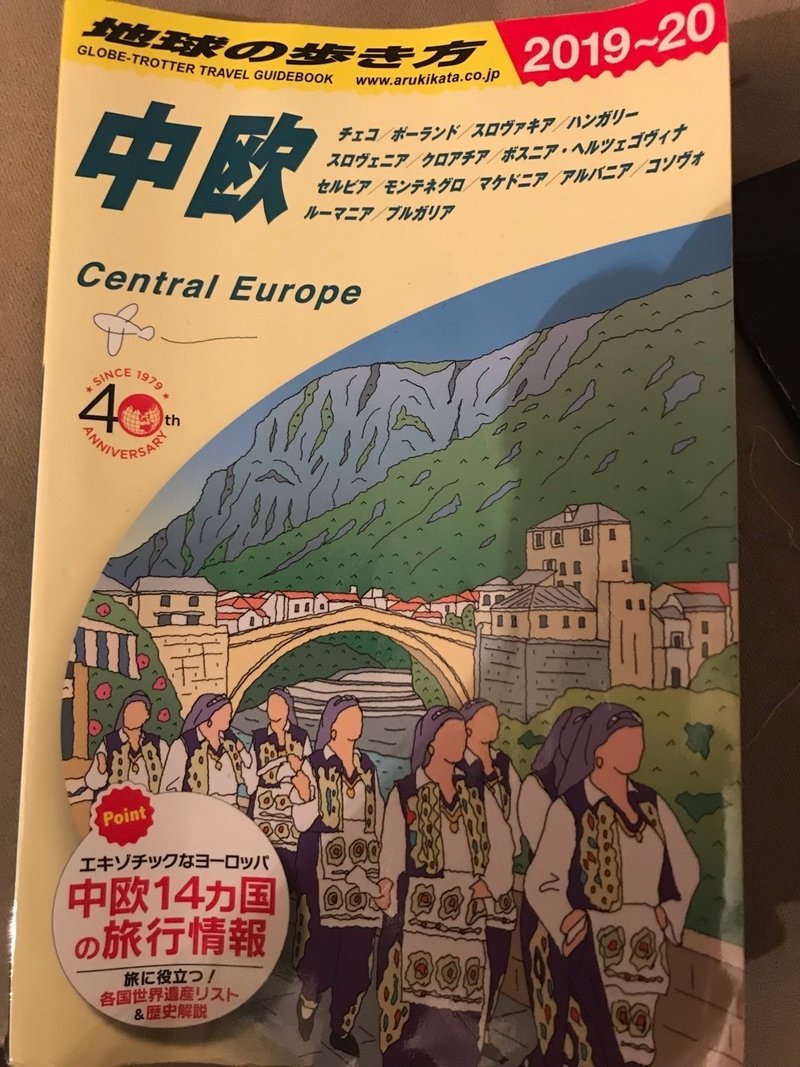 地球の歩き方
GLOBE-TROTTER TRAVEL GUIDEBOOK www.arukikata.co.jp
2019~20
中欧
チェコ/ポーランド/スロヴァキア/ハンガリー
スロヴェニア/クロアチア/ボスニア・ヘルツェゴヴィナ
セルビア/モンテネグロ/マケドニア/アルバニア/コソヴォ
ルーマニア/ブルガリア
Central Europe
SINCE 1979
40th
ANNIVERSARY
Point
エキゾチックなヨーロッパ
中欧14カ国
の旅行情報
旅に役立つ!
各国世界遺産リスト
&歴史解説